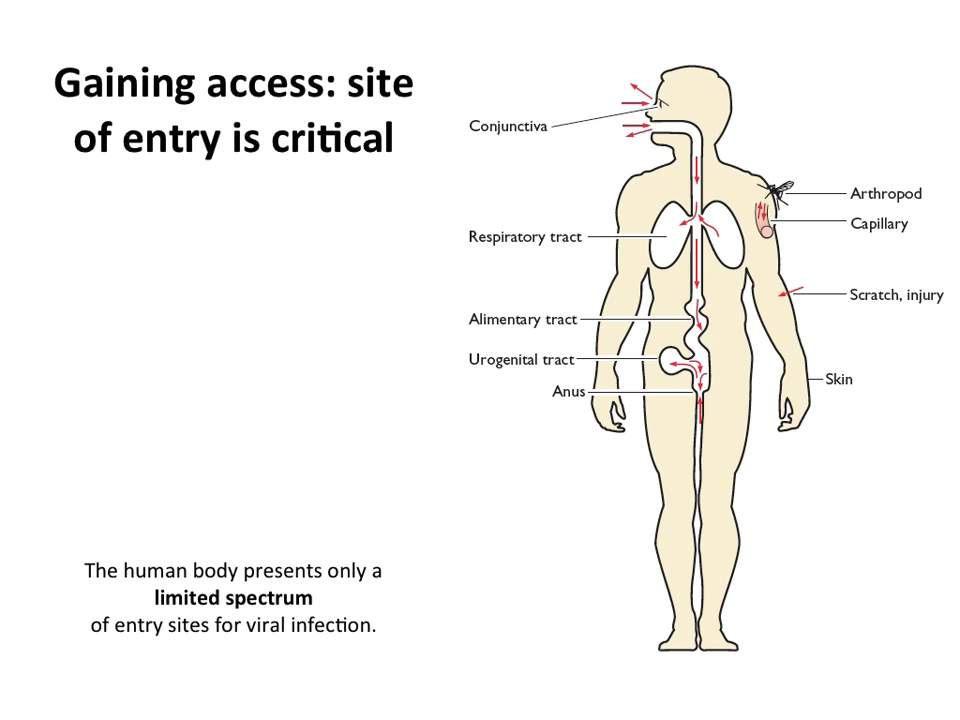 Gaining access: site
of entry is critical
Conjunctiva
Arthropod
Capillary
Respiratory tract
Scratch, injury
Alimentary tract
Urogenital tract
Skin
Anus
The human body presents only a
limited spectrum
of entry sites for viral infection.